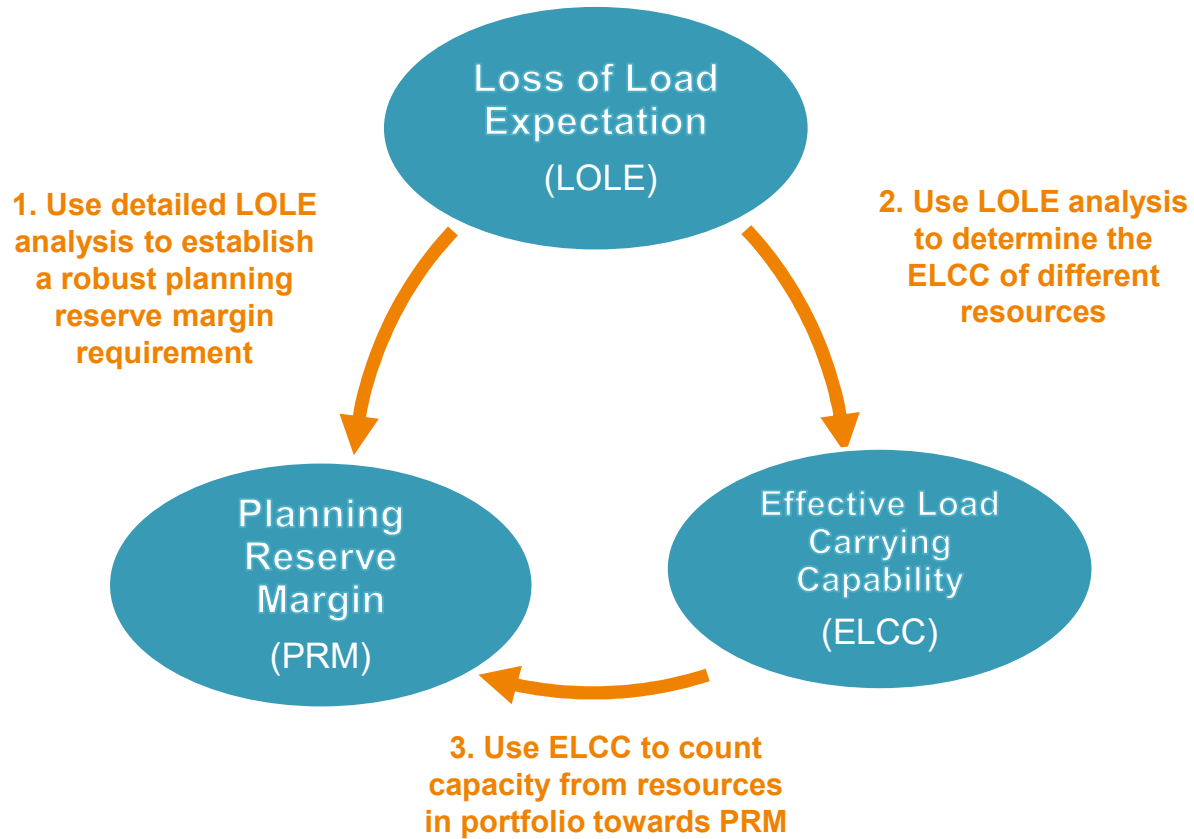 Loss of Load
Expectation
(LOLE)
1. Use detailed LOLE
analysis to establish
a robust planning
reserve margin
requirement
2. Use LOLE analysis
to determine the
ELCC of different
resources
Planning
Reserve
Margin
(PRM)
Effective Load
Carrying
Capability
(ELCC)
3. Use ELCC to count
capacity from resources
in portfolio towards PRM